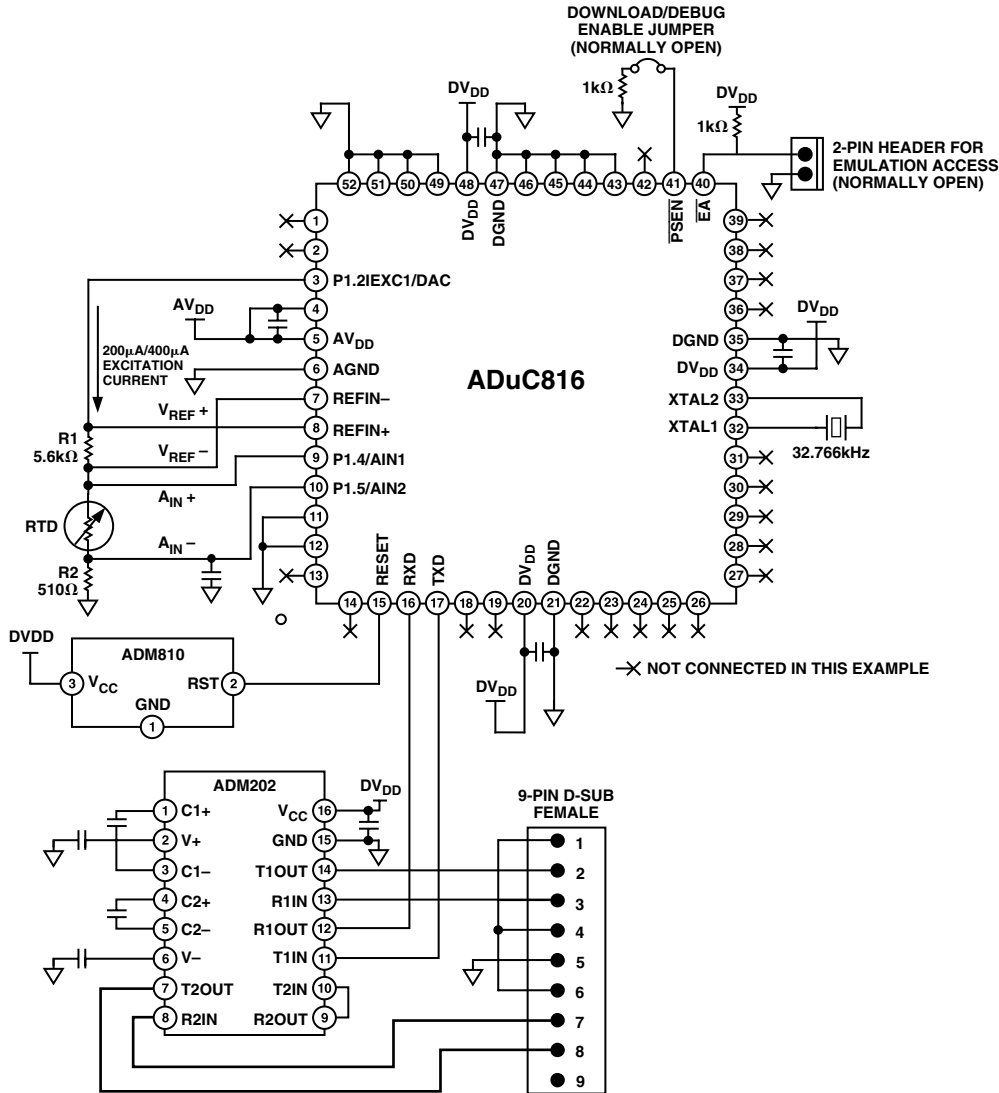 DOWNLOAD/DEBUG
ENABLE JUMPER
(NORMALLY OPEN)
1kΩ
DVDD
1kΩ
2-PIN HEADER FOR
EMULATION ACCESS
(NORMALLY OPEN)
DVDD
52 51 50 49 48 47 46 45 44 43 42 41 40
DVDD
DGND
PSEN
EA
1
2
3 P1.2IEXC1/DAC
4
5 AVDD
6 AGND
7 REFIN–
8 REFIN+
9 P1.4/AIN1
10 P1.5/AIN2
11
12
13
AVDD
200μA/400μA
EXCITATION
CURRENT
VREF +
R1
5.6kΩ
VREF –
AIN +
RTD
AIN –
R2
510Ω
ADuC816
39
38
37
36
DGND 35
DVDD 34
XTAL2 33
XTAL1 32
31
30
29
28
27
DVDD
32.766kHz
RESET
RXD
TXD
DVDD
DGND
14 15 16 17 18 19 20 21 22 23 24 25 26
DVDD
NOT CONNECTED IN THIS EXAMPLE
DVDD
ADM810
3 VCC
RST 2
GND
1
ADM202
1 C1+
2 V+
3 C1–
4 C2+
5 C2–
6 V–
7 T2OUT
8 R2IN
VCC 16
GND 15
T1OUT 14
R1IN 13
R1OUT 12
T1IN 11
T2IN 10
R2OUT 9
DVDD
9-PIN D-SUB
FEMALE
1
2
3
4
5
6
7
8
9